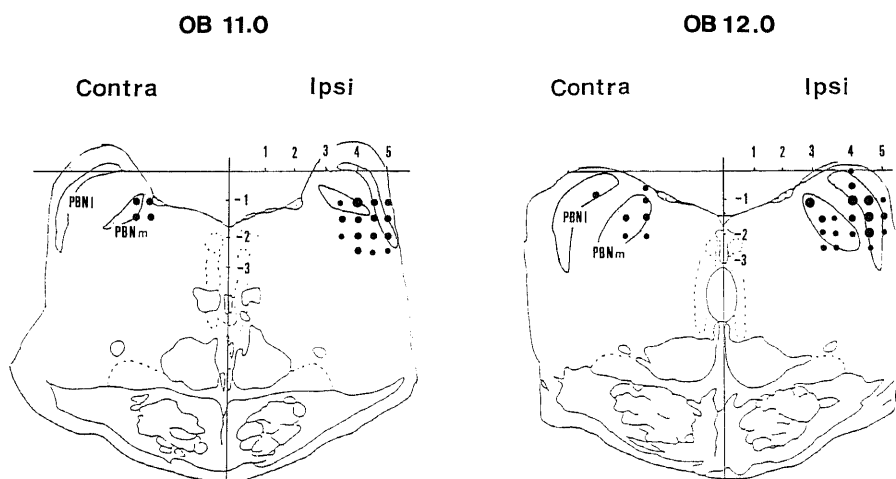 OB 11.0
OB 12.0
Contra
Ipsi
Contra
Ipsi
1 2 3 4 5
1 2 3 4 5
PBNl
PBNm
-1
-2
-3
PBNl
PBNm
-1
-2
-3